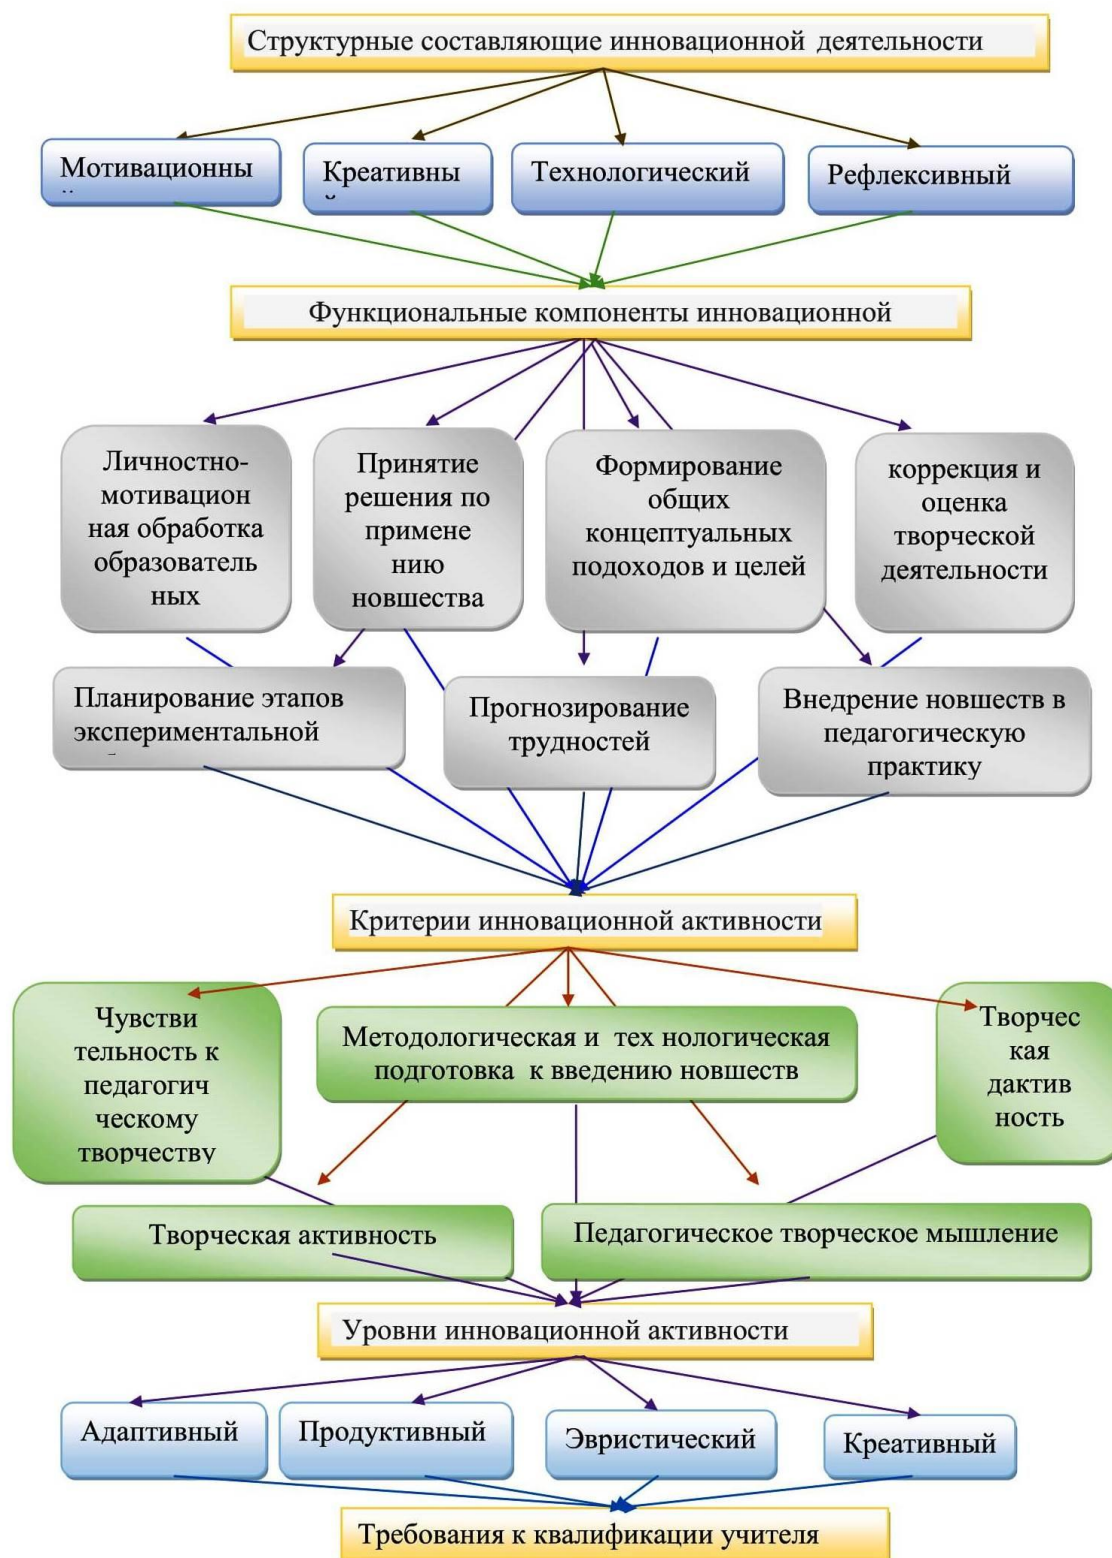 Структурные составляющие инновационной деятельности
Мотивационны
Креативны
Технологический
Рефлексивный
Функциональные компоненты инновационной
Личностно-
мотивацион
ная обработка
образователь
ных
Принятие
решения по
примене
нию
новшества
Формирование
общих
концептуальных
подоходов и целей
коррекция и
оценка
творческой
деятельности
Планирование этапов
экспериментальной
Прогнозирование
трудностей
Внедрение новшеств в
педагогическую
практику
Критерии инновационной активности
Чувстви
тельность к
педагогич
ческому
творчеству
Методологическая и тех нологическая
подготовка к введению новшеств
Творчес
кая
дактив
ность
Творческая активность
Педагогическое творческое мышление
Уровни инновационной активности
Адаптивный
Продуктивный
Эвристический
Креативный
Требования к квалификации учителя